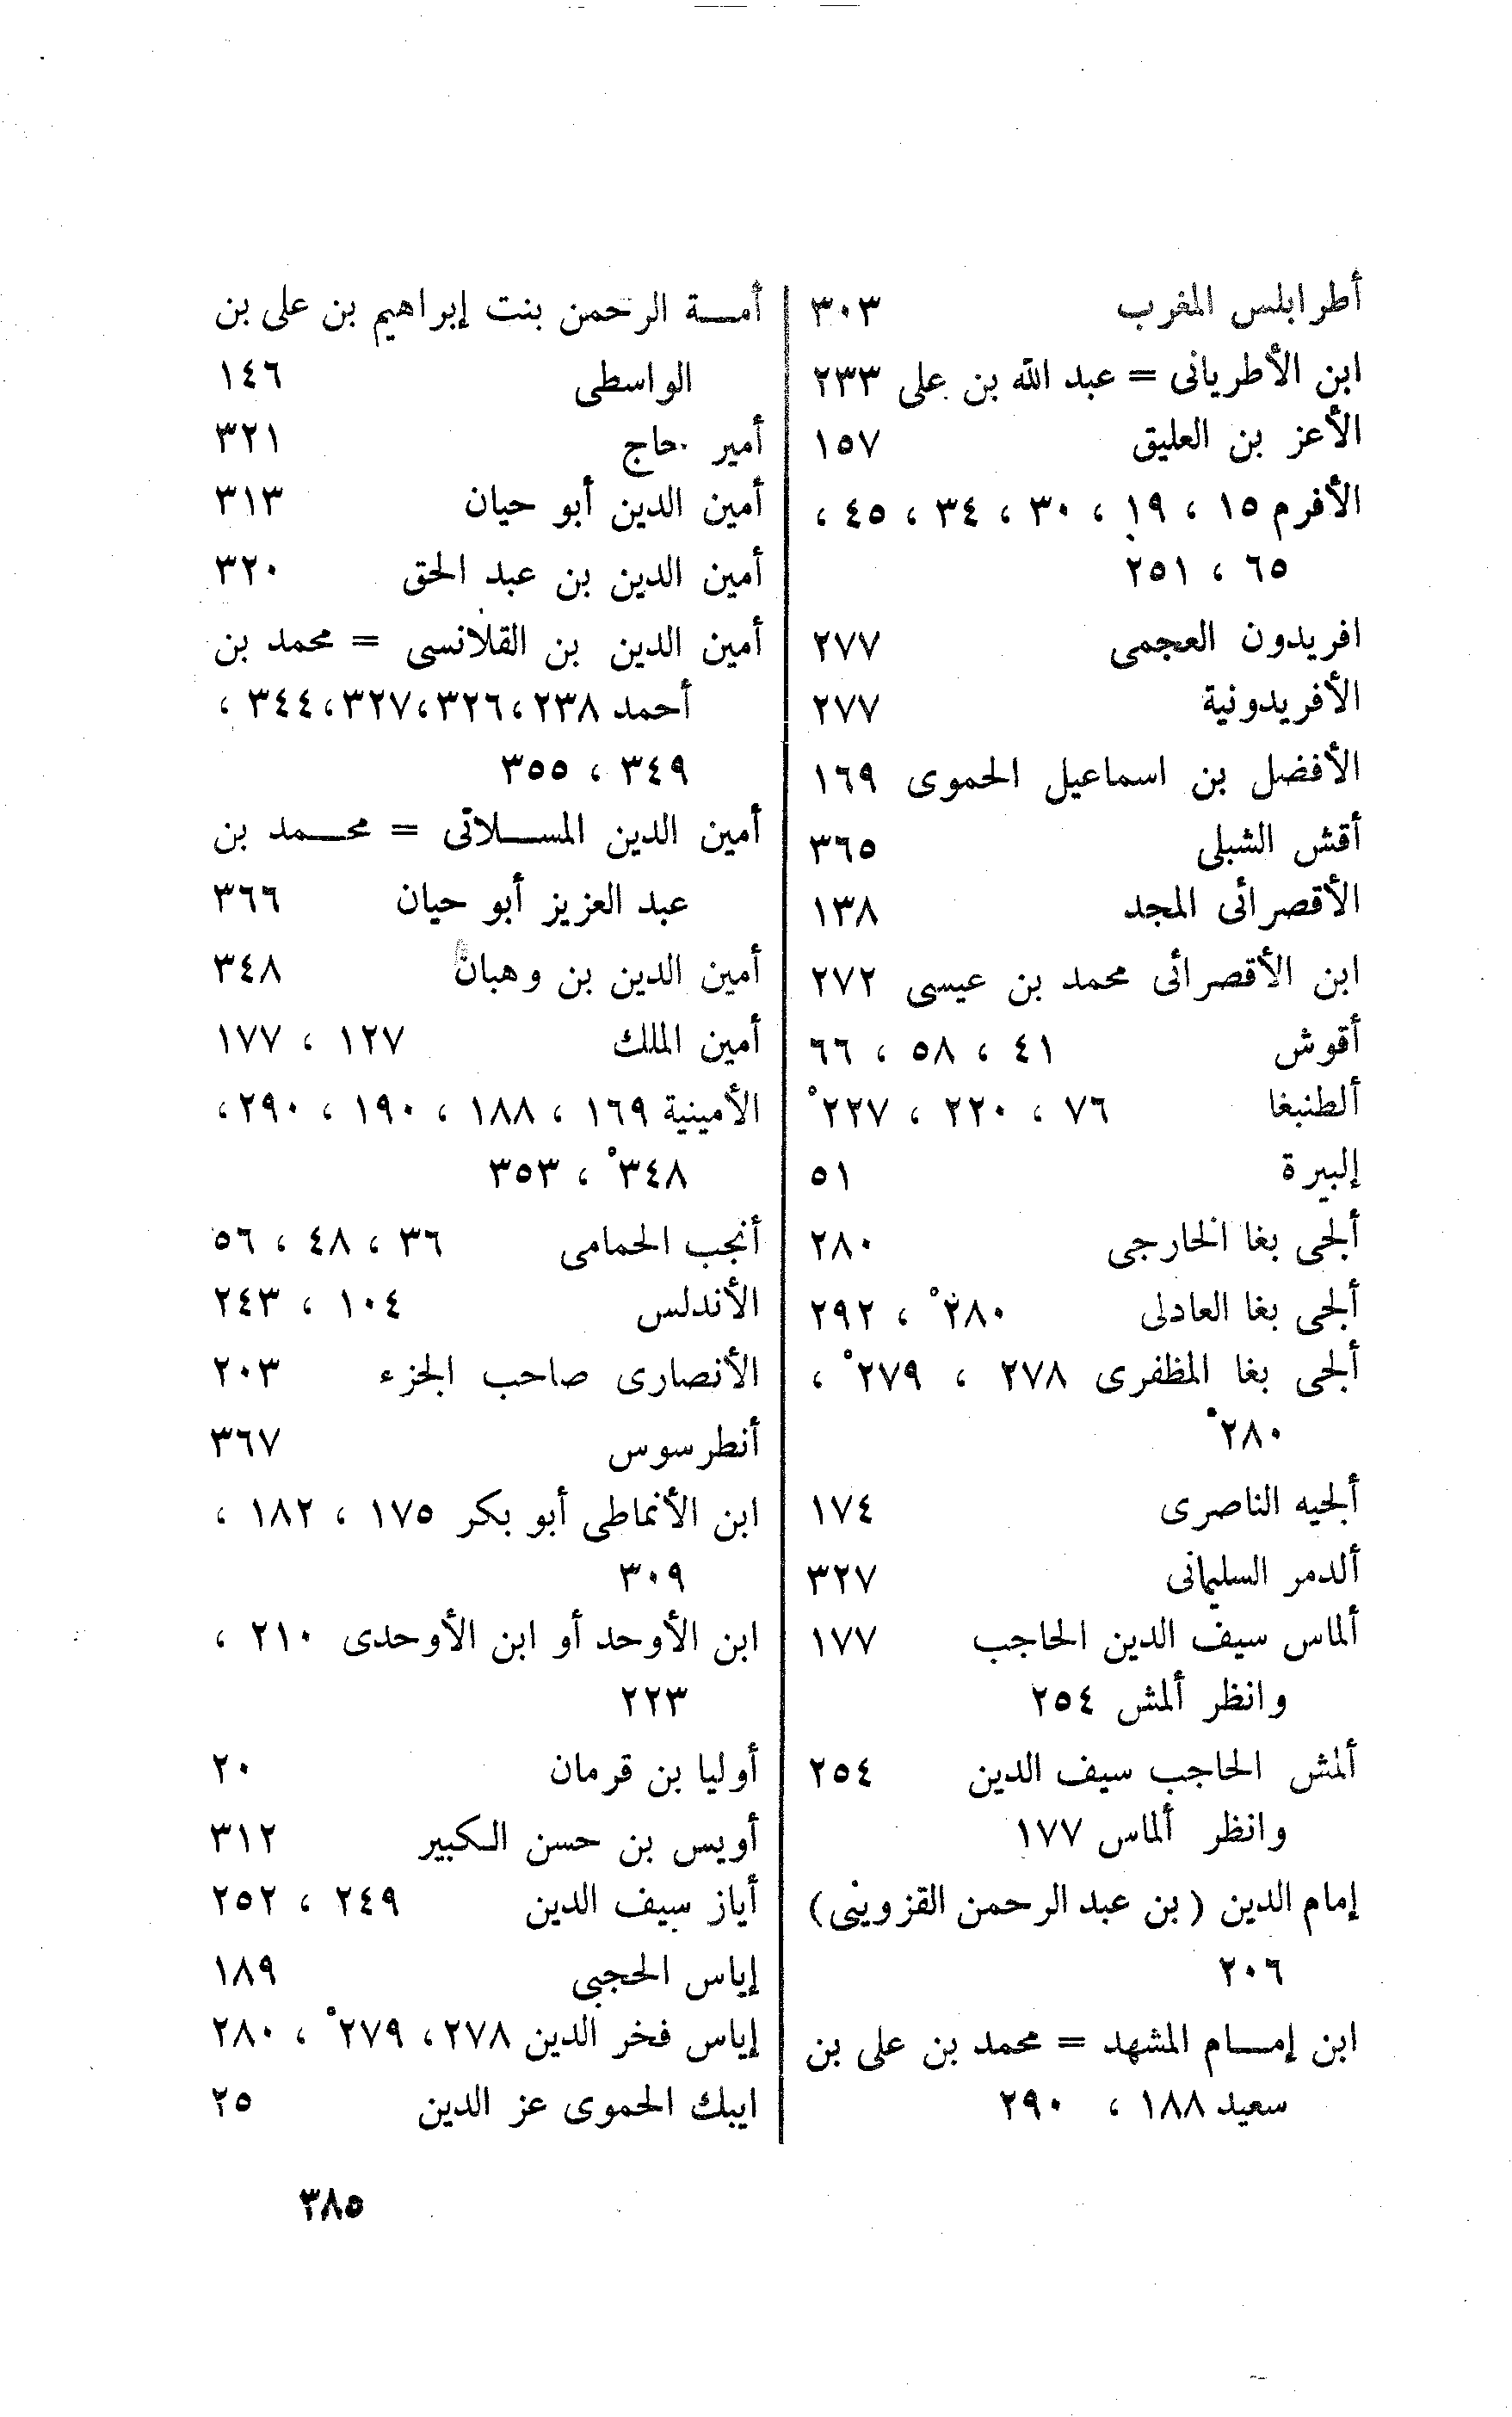 أطرابلس المغرب ٣٠٣
ابن الأطريانى = عبد الله بن على ٢٣٣
الأعز بن العليق ١٥٧
الأفرم ١٥ ، ١٩ ، ٣٠ ، ٣٤ ، ٤٥ ،
٦٥ ، ٢٥١
افريدون العجمى ٢٧٧
الأفريدونية ٢٧٧
الأفضل بن اسماعيل الحموى ١٦٩
أقش الشبلى ٣٦٥
الأقصرائى المجد ١٣٨
ابن الأقصرائى محمد بن عيسى ٢٧٢
أقوش ٤١ ، ٥٨ ، ٦٦
ألطنبغا ٧٦ ، ٢٢٠ ، ٢٢٧°
إلبيرة ٥١
ألجى بغا الخارجى ٢٨٠
ألجى بغا العادلى ٢٨٠° ، ٢٩٢
ألجى بغا المظفرى ٢٧٨ ، ٢٧٩° ،
٢٨٠°
ألجيه الناصرى ١٧٤
ألدمر السليمانى ٣٢٧
ألماس سيف الدين الحاجب ١٧٧
وانظر ألمش ٢٥٤
ألمش الحاجب سيف الدين ٢٥٤
وانظر ألماس ١٧٧
إمام الدين ( بن عبد الرحمن القزوينى)
٢٠٦
ابن إمام المشهد = محمد بن على بن
سعيد ١٨٨ ، ٢٩٠
أمة الرحمن بنت إبراهيم بن على بن
الواسطى ١٤٦
أمير حاج ٣٢١
أمين الدين أبو حيان ٣١٣
أمين الدين بن عبد الحق ٣٢٠
أمين الدين بن القلانسى = محمد بن
أحمد ٢٣٨ ، ٣٢٦ ، ٣٢٧ ، ٣٤٤ ،
٣٤٩ ، ٣٥٥
أمين الدين المسلاتى = محمد بن
عبد العزيز أبو حيان ٣٦٦
أمين الدين بن وهبان ٣٤٨
أمين الملك ١٢٧ ، ١٧٧
الأمينية ١٦٩ ، ١٨٨ ، ١٩٠ ، ٢٩٠ ،
٣٤٨° ، ٣٥٣
أنجب الحمامى ٣٦ ، ٤٨ ، ٥٦
الأندلس ١٠٤ ، ٢٤٣
الأنصارى صاحب الجزء ٢٠٣
أنطرسوس ٣٦٧
ابن الأنماطى أبو بكر ١٧٥ ، ١٨٢ ،
٣٠٩
ابن الأوحد أو ابن الأوحدى ٢١٠ ،
٢٢٣
أوليا بن قرمان ٢٠
أويس بن حسن الكبير ٣١٢
أياز سيف الدين ٢٤٩ ، ٢٥٢
إياس الحجبى ١٨٩
إياس فخر الدين ٢٧٨ ، ٢٧٩° ، ٢٨٠
ايبك الحموى عز الدين ٢٥
٣٨٥